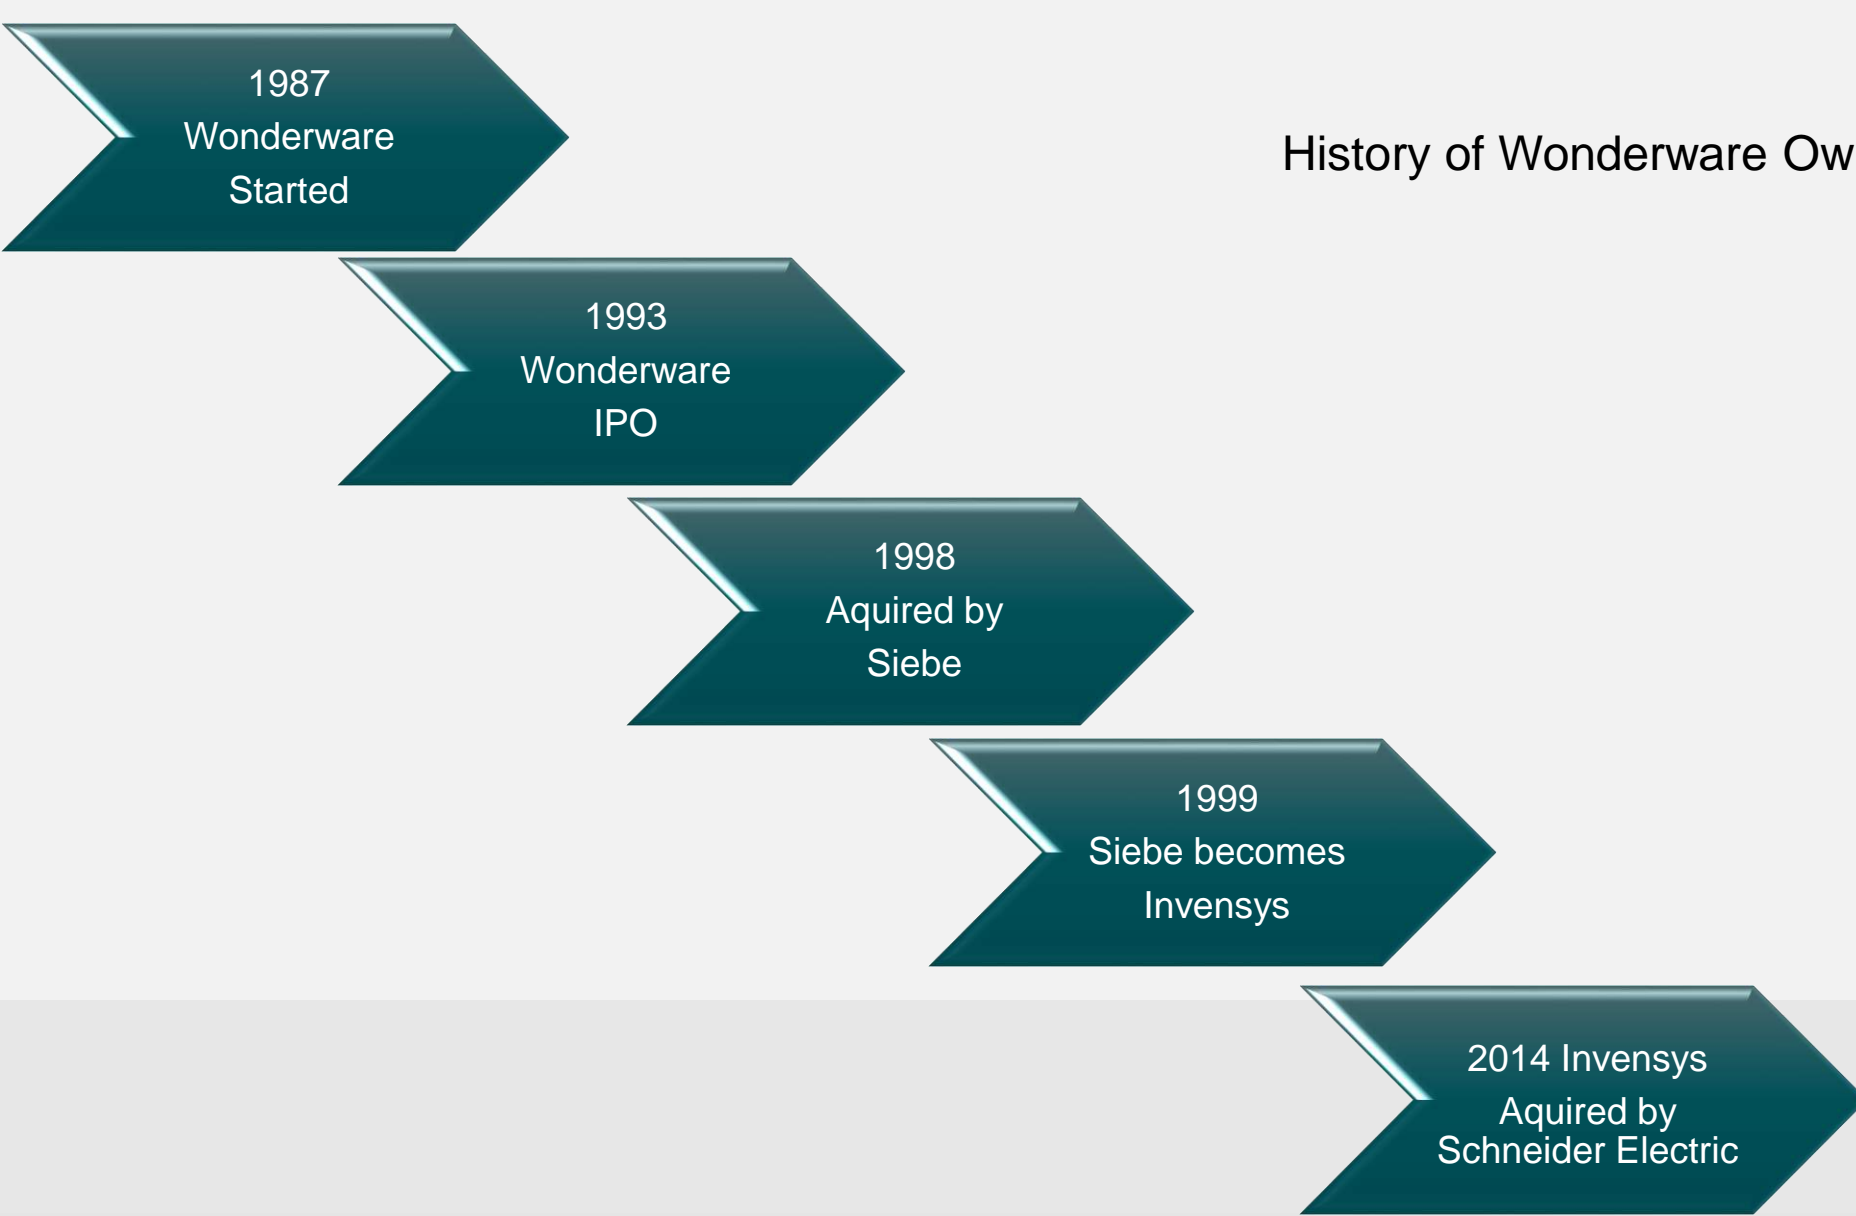 1987
Wonderware
Started
History of Wonderware Ow
1993
Wonderware
IPO
1998
Aquired by
Siebe
1999
Siebe becomes
Invensys
2014 Invensys
Aquired by
Schneider Electric